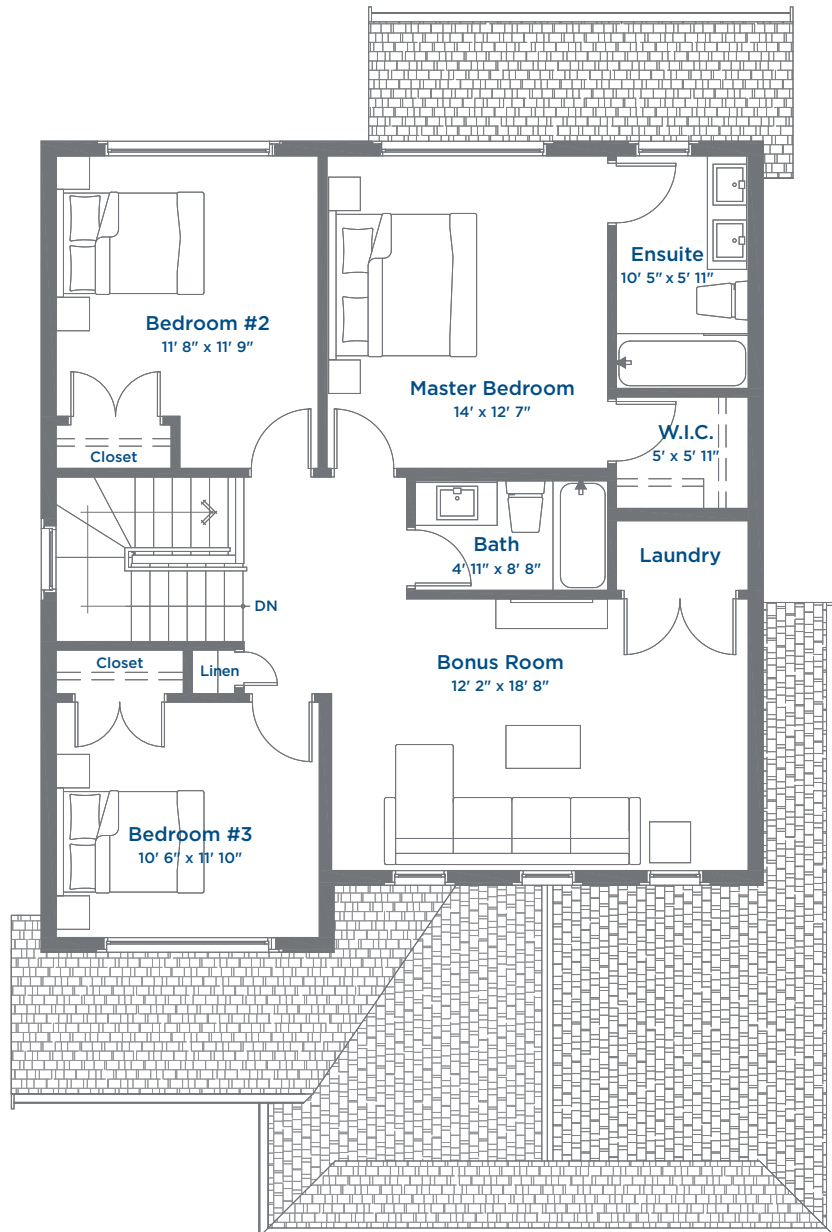 Ensuite
10' 5" x 5' 11"
Bedroom #2
11' 8" x 11' 9"
Master Bedroom
14' x 12' 7"
W.I.C.
5' x 5' 11"
Closet
Bath
4' 11" x 8' 8"
Laundry
DN
Closet
Linen
Bonus Room
12' 2" x 18' 8"
Bedroom #3
10' 6" x 11' 10"